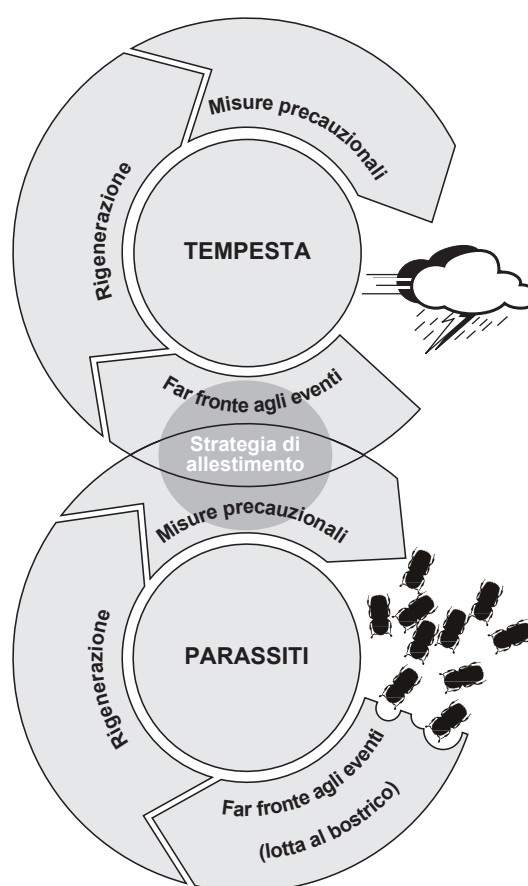 Misure precauzionali
Rigenerazione
TEMPESTA
Far fronte agli eventi
Strategia di
allestimento
Misure precauzionali
Rigenerazione
PARASSITI
Far fronte agli eventi
(lotta al bostrico)